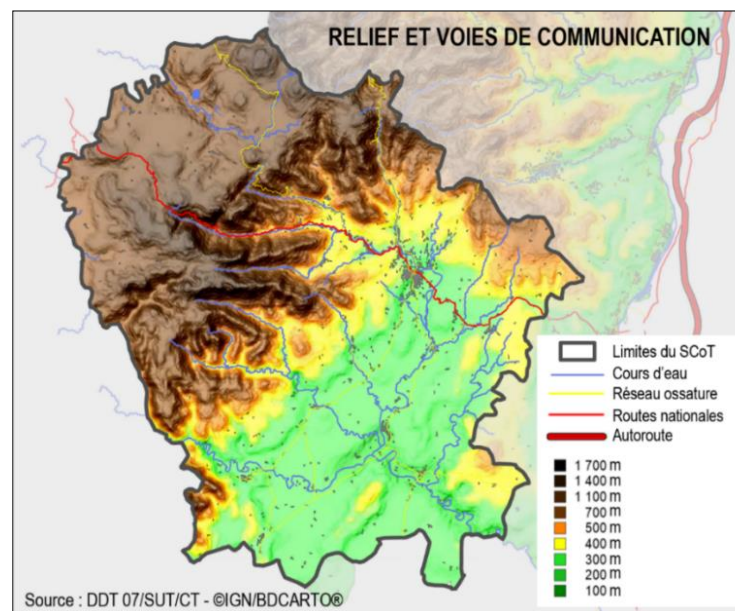 RELIEF ET VOIES DE COMMUNICATION
Limites du SCoT
Cours d'eau
Réseau ossature
Routes nationales
Autoroute
1 700 m
1 400 m
1 100 m
700 m
500 m
400 m
300 m
200 m
100 m
Source : DDT 07/SUT/CT - ©IGN/BDCARTO®